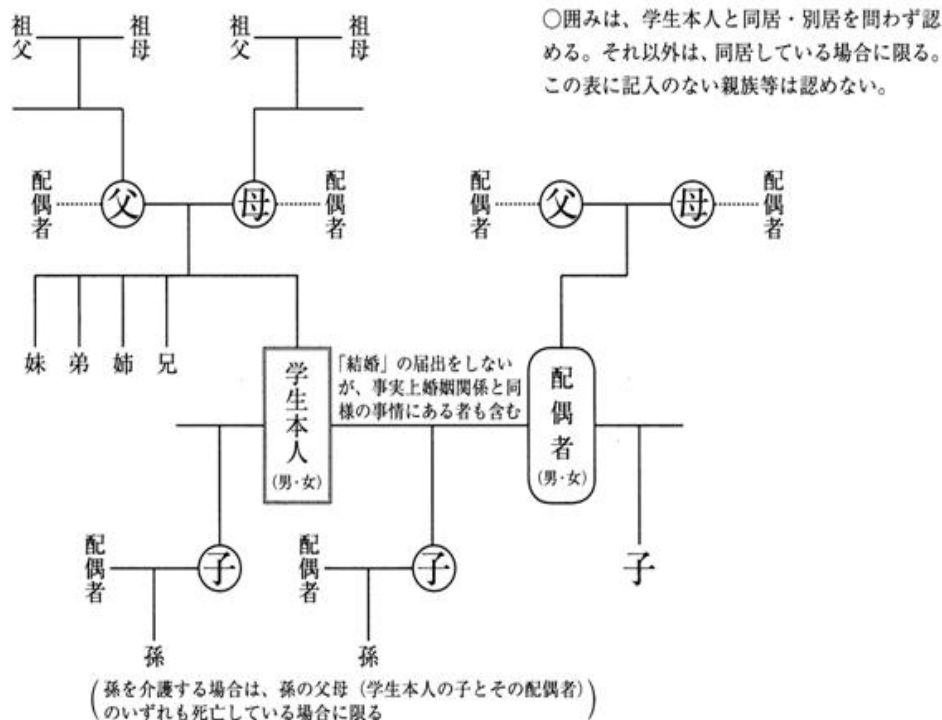 祖父
祖母
祖父
祖母
○囲みは、学生本人と同居・別居を問わず認
める。それ以外は、同居している場合に限る。
この表に記入のない親族等は認めない。
配偶者
父
母
配偶者
配偶者
父
母
配偶者
妹
弟
姉
兄
学生本人
(男・女)
「結婚」の届出をしない
が、事実上婚姻関係と同
様の事情にある者も含む
配偶者
(男・女)
配偶者
子
配偶者
子
子
孫
孫
(孫を介護する場合は、孫の父母(学生本人の子とその配偶者)
のいずれも死亡している場合に限る)